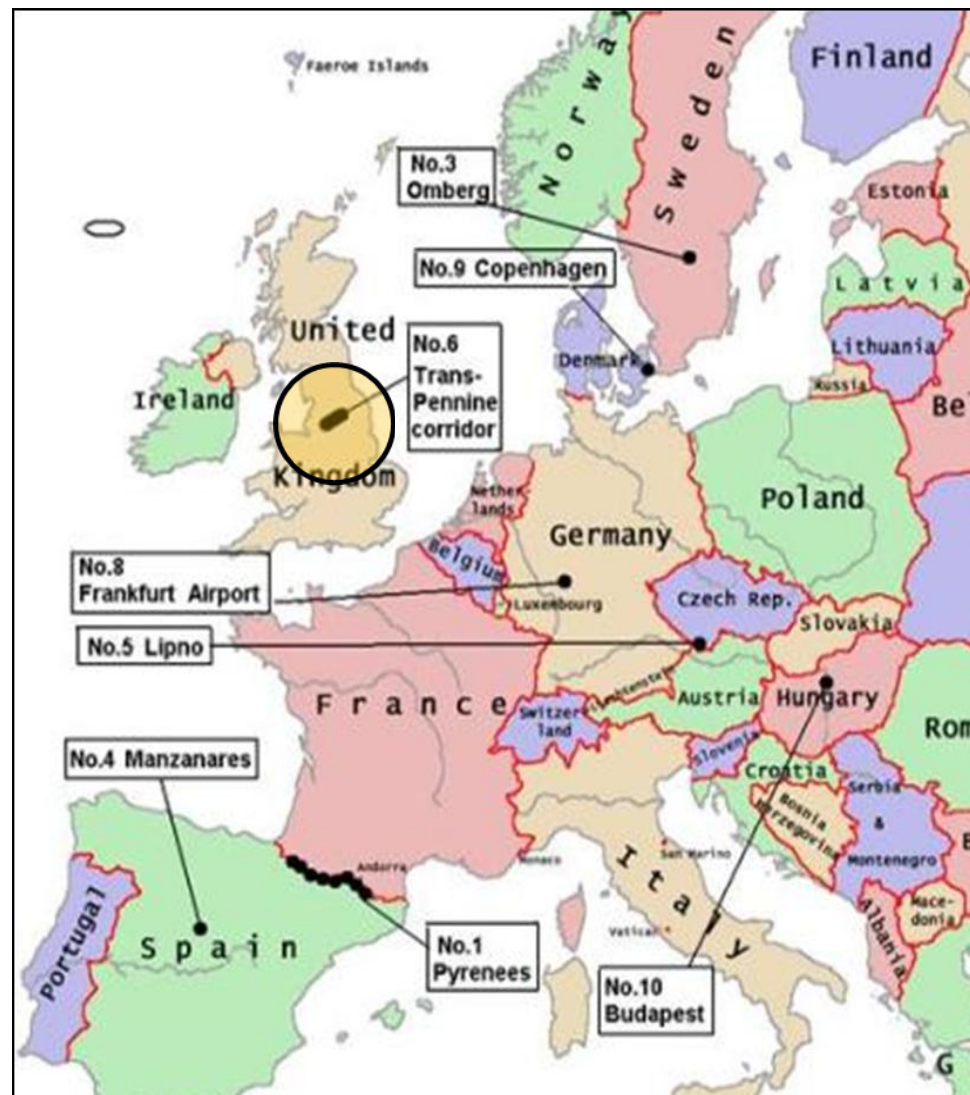 Finland
Faeroe Islands
Norway
Sweden
No.3
Omberg
Estonia
No.9 Copenhagen
Latvia
United
No.6
Trans-
Pennine
corridor
Denmark
Lithuania
Russia
Ireland
Be
Kingdom
Nether
lands
Poland
Germany
Belgium
No.8
Frankfurt Airport
Luxembourg
Czech Rep.
Slovakia
No.5 Lipno
Liechtenstein
France
Austria
Hungary
Switzer
land
Rom
Slovenia
No.4 Manzanares
Croatia
Serbia
Bosnia
Herzegovina
&
Montenegro
Monaco
San Marino
Andorra
Italy
Mace-
donia
Albania
Portugal
Spain
Vatican
No.1
Pyrenees
No.10
Budapest
G